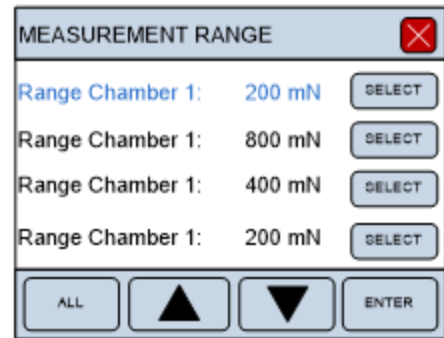 MEASUREMENT RANGE
Range Chamber 1: 200 mN SELECT
Range Chamber 1: 800 mN SELECT
Range Chamber 1: 400 mN SELECT
Range Chamber 1: 200 mN SELECT
ALL ENTER